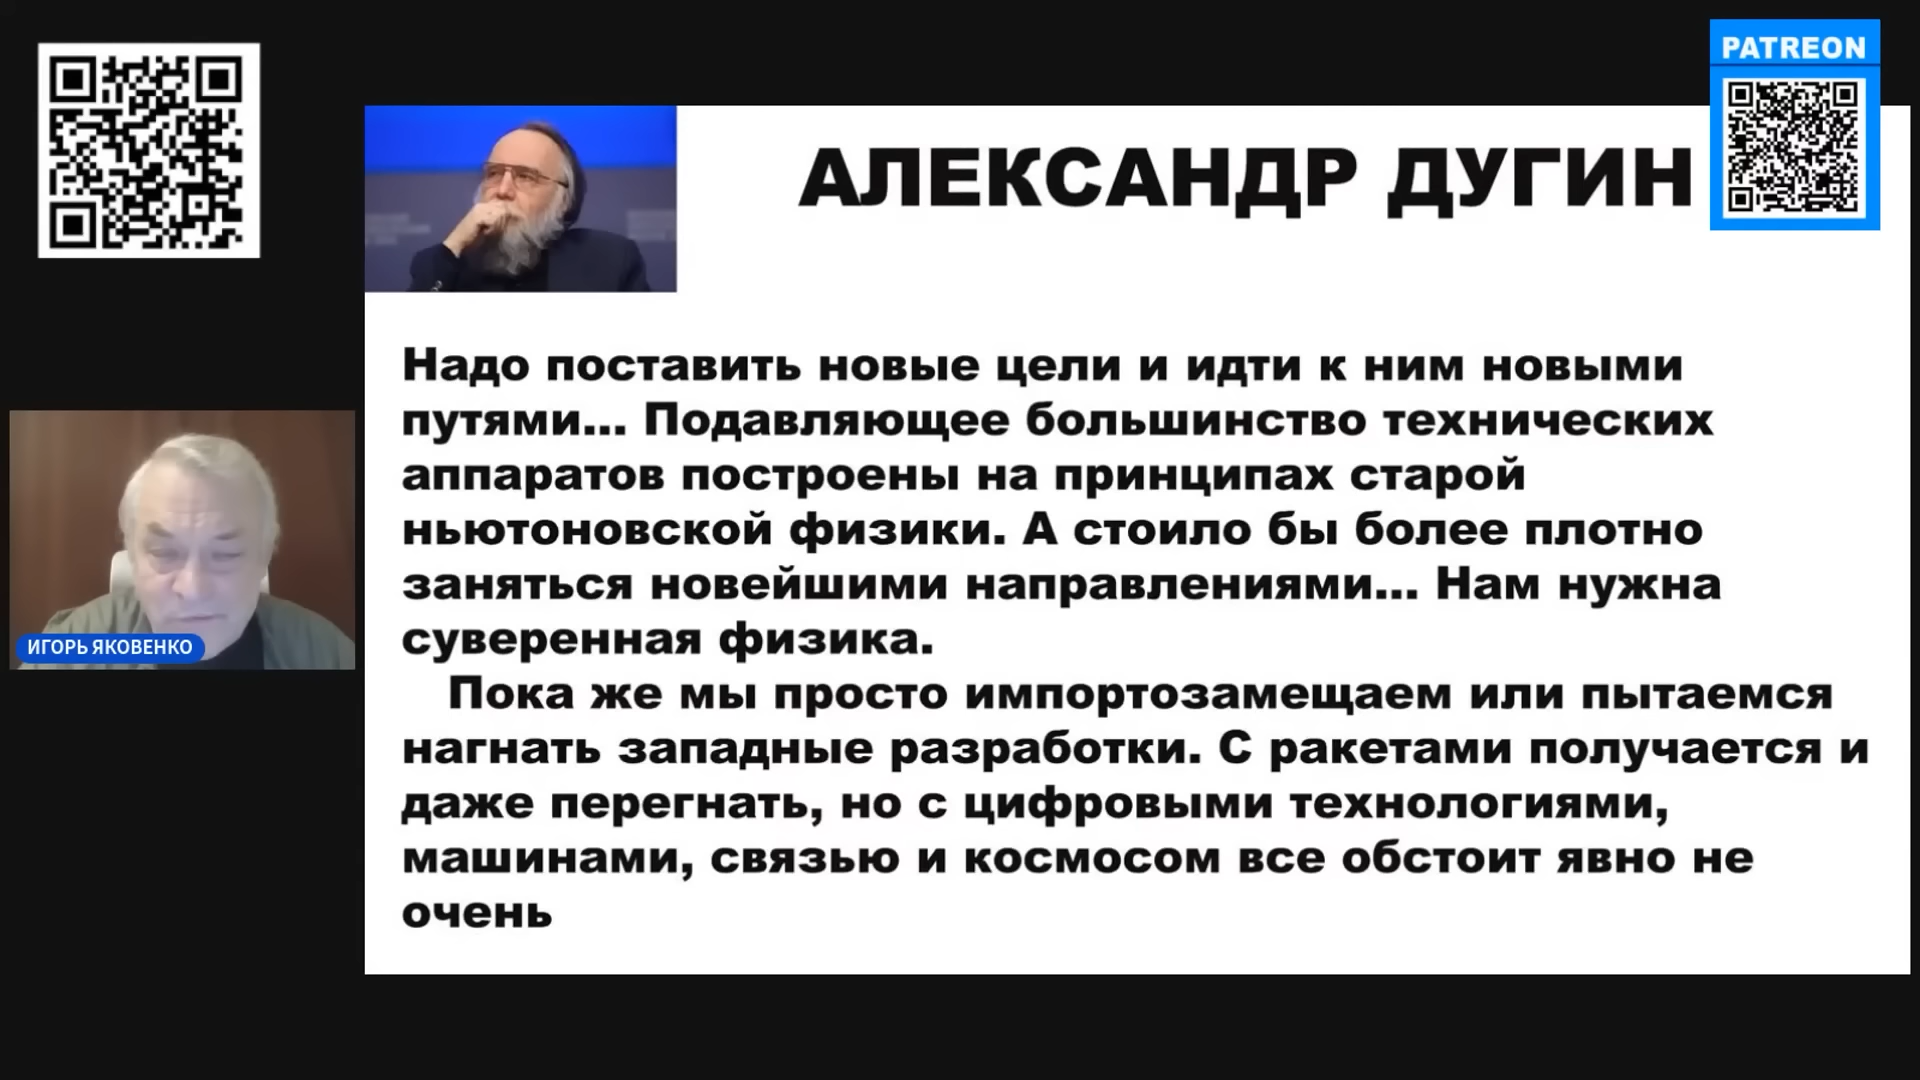 PATREON
АЛЕКСАНДР ДУГИН
Надо поставить новые цели и идти к ним новыми
путями... Подавляющее большинство технических
аппаратов построены на принципах старой
ньютоновской физики. А стоило бы более плотно
заняться новейшими направлениями... Нам нужна
суверенная физика.
Пока же мы просто импортозамещаем или пытаемся
нагнать западные разработки. С ракетами получается и
даже перегнать, но с цифровыми технологиями,
машинами, связью и космосом все обстоит явно не
очень
ИГОРЬ ЯКОВЕНКО